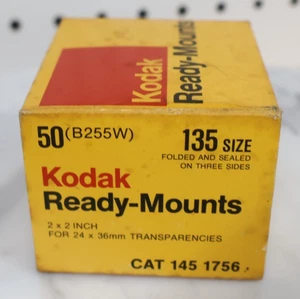 Kodak
Ready-Mounts
50 (B255W)
135 SIZE
FOLDED AND SEALED
ON THREE SIDES
Kodak
Ready-Mounts
2 x 2 INCH
FOR 24 x 36mm TRANSPARENCIES
CAT 145 1756